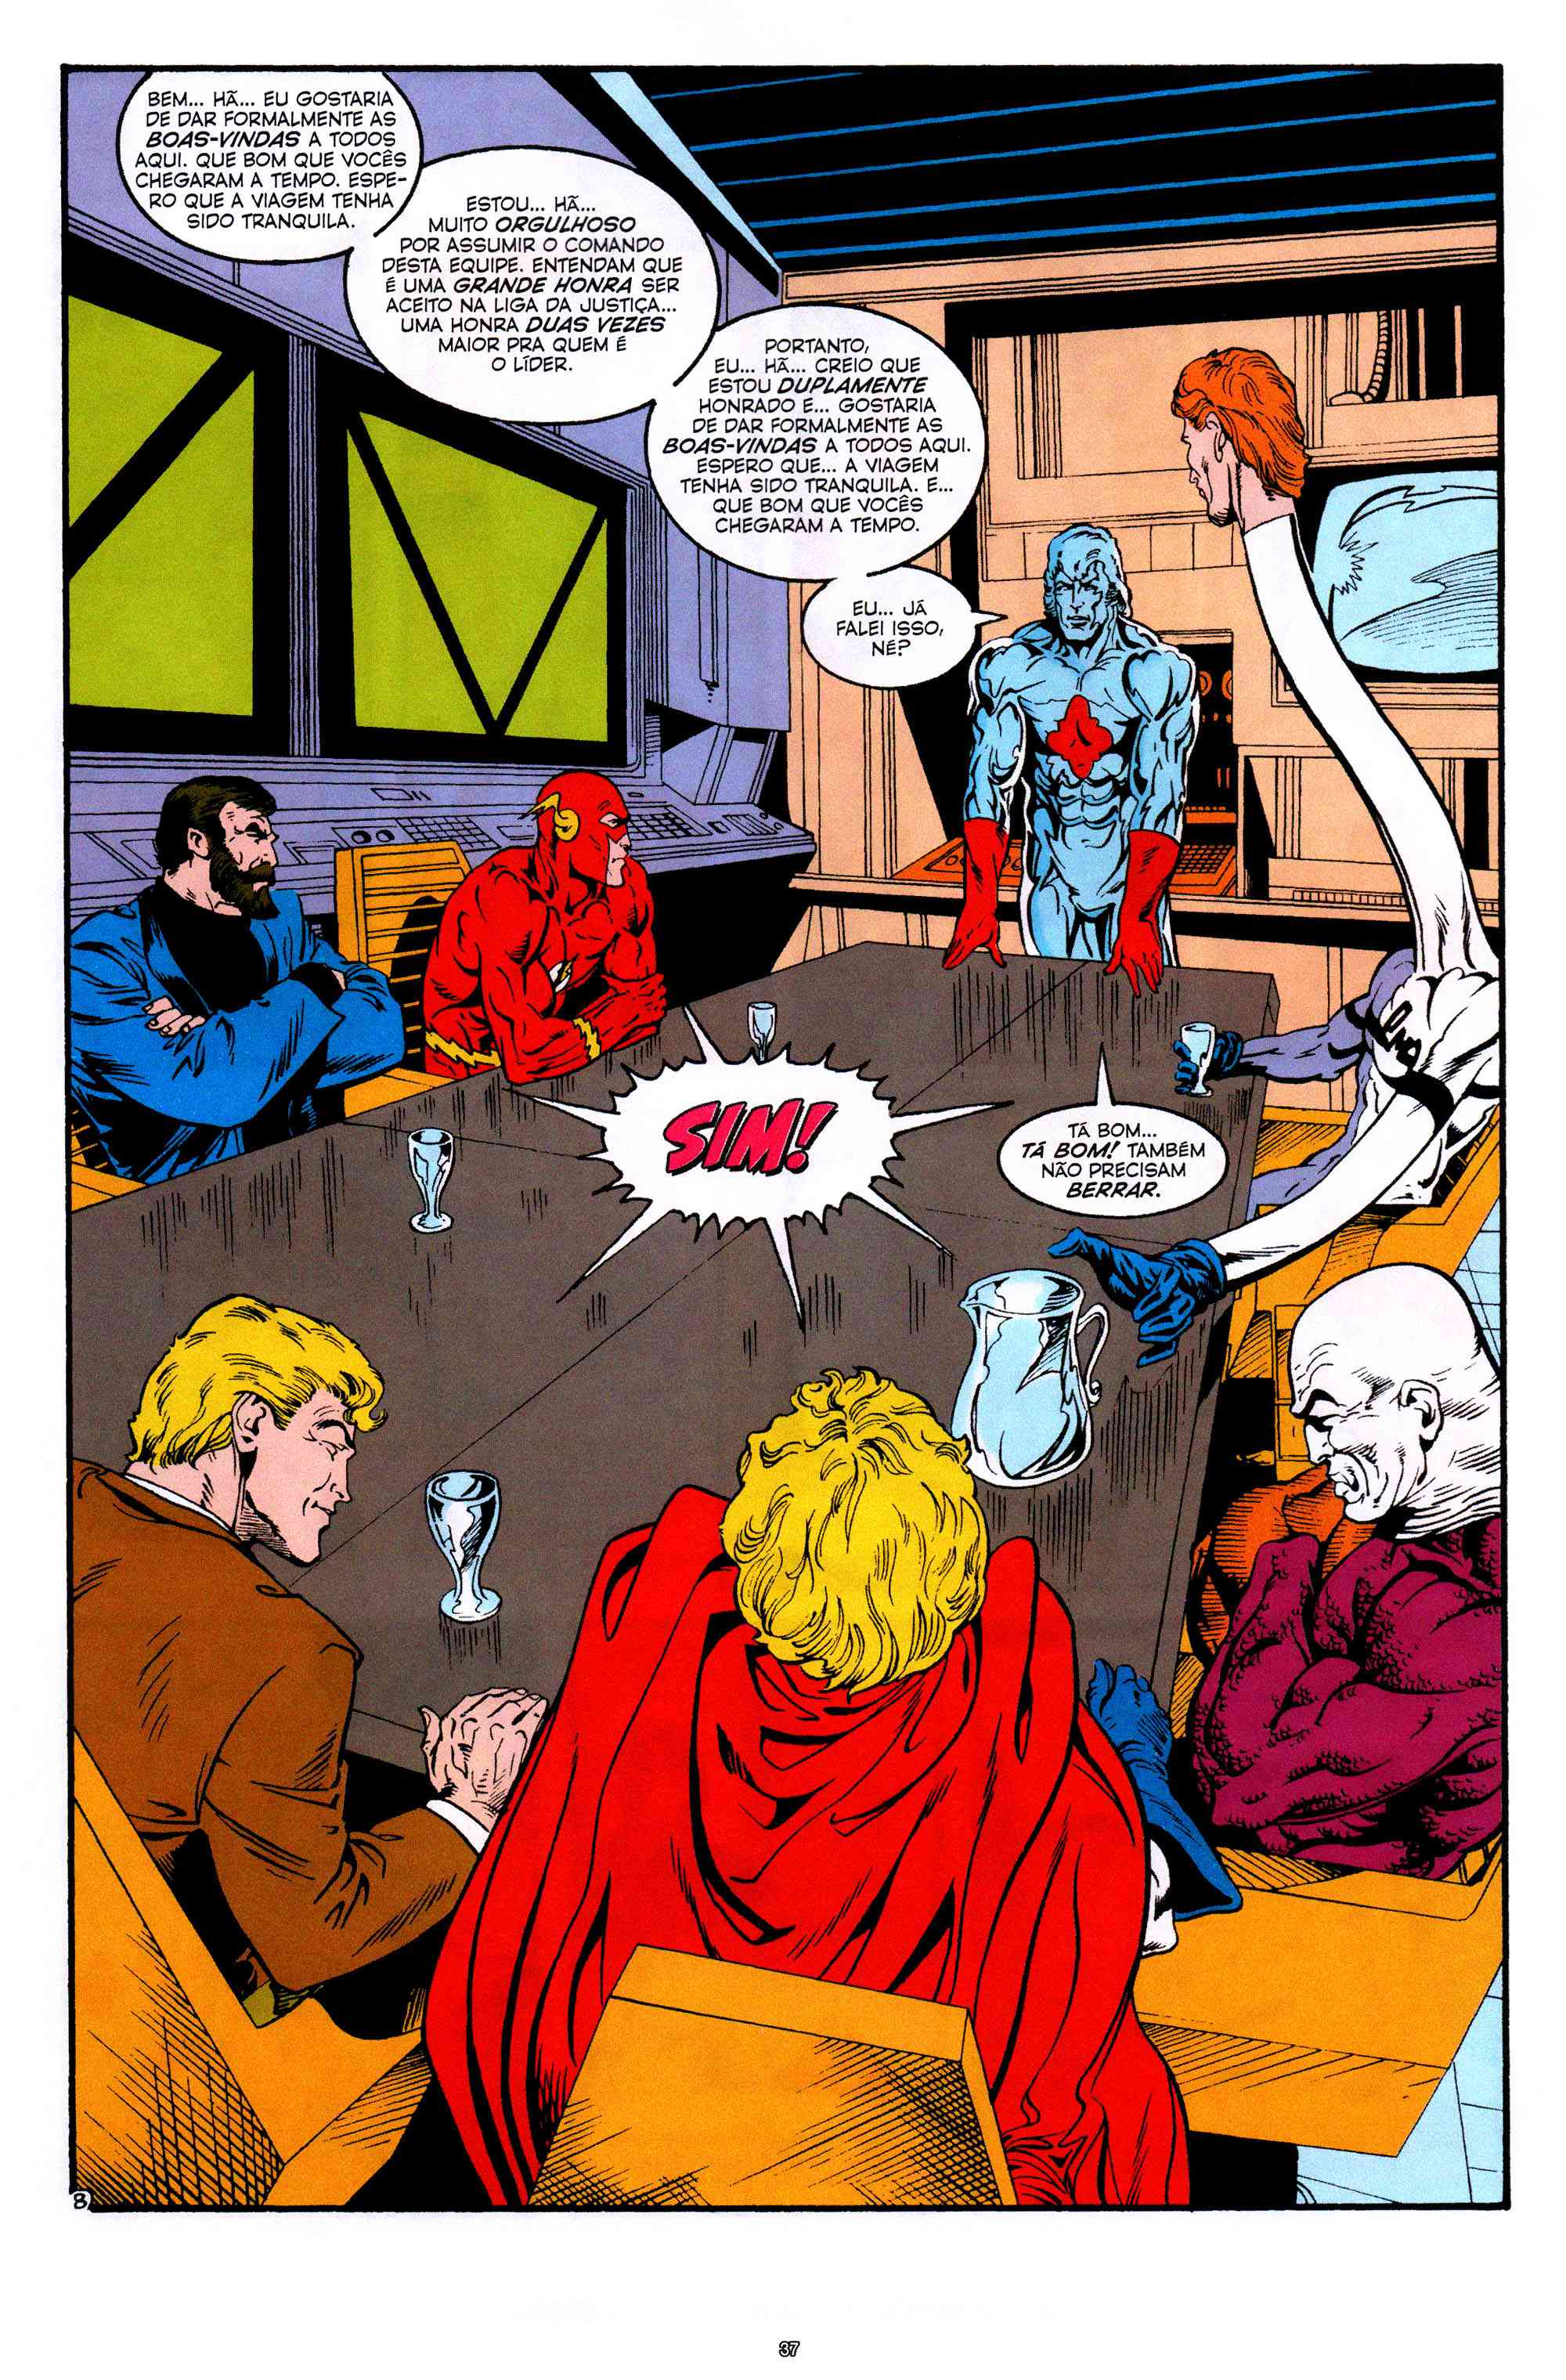 BEM... HÃ... EU GOSTARIA
DE DAR FORMALMENTE AS
BOAS-VINDAS A TODOS
AQUI. QUE BOM QUE VOCÊS
CHEGARAM A TEMPO. ESPE-
RO QUE A VIAGEM TENHA
SIDO TRANQUILA.
ESTOU... HÃ...
MUITO ORGULHOSO
POR ASSUMIR O COMANDO
DESTA EQUIPE. ENTENDAM QUE
É UMA GRANDE HONRA SER
ACEITO NA LIGA DA JUSTIÇA...
UMA HONRA DUAS VEZES
MAIOR PRA QUEM É
O LÍDER.
PORTANTO,
EU... HÃ... CREIO QUE
ESTOU DUPLAMENTE
HONRADO E... GOSTARIA
DE DAR FORMALMENTE AS
BOAS-VINDAS A TODOS AQUI.
ESPERO QUE... A VIAGEM
TENHA SIDO TRANQUILA. E...
QUE BOM QUE VOCÊS
CHEGARAM A TEMPO.
EU... JÁ
FALEI ISSO,
NÉ?
SIM!
TÁ BOM...
TÁ BOM! TAMBÉM
NÃO PRECISAM
BERRAR.
8
37